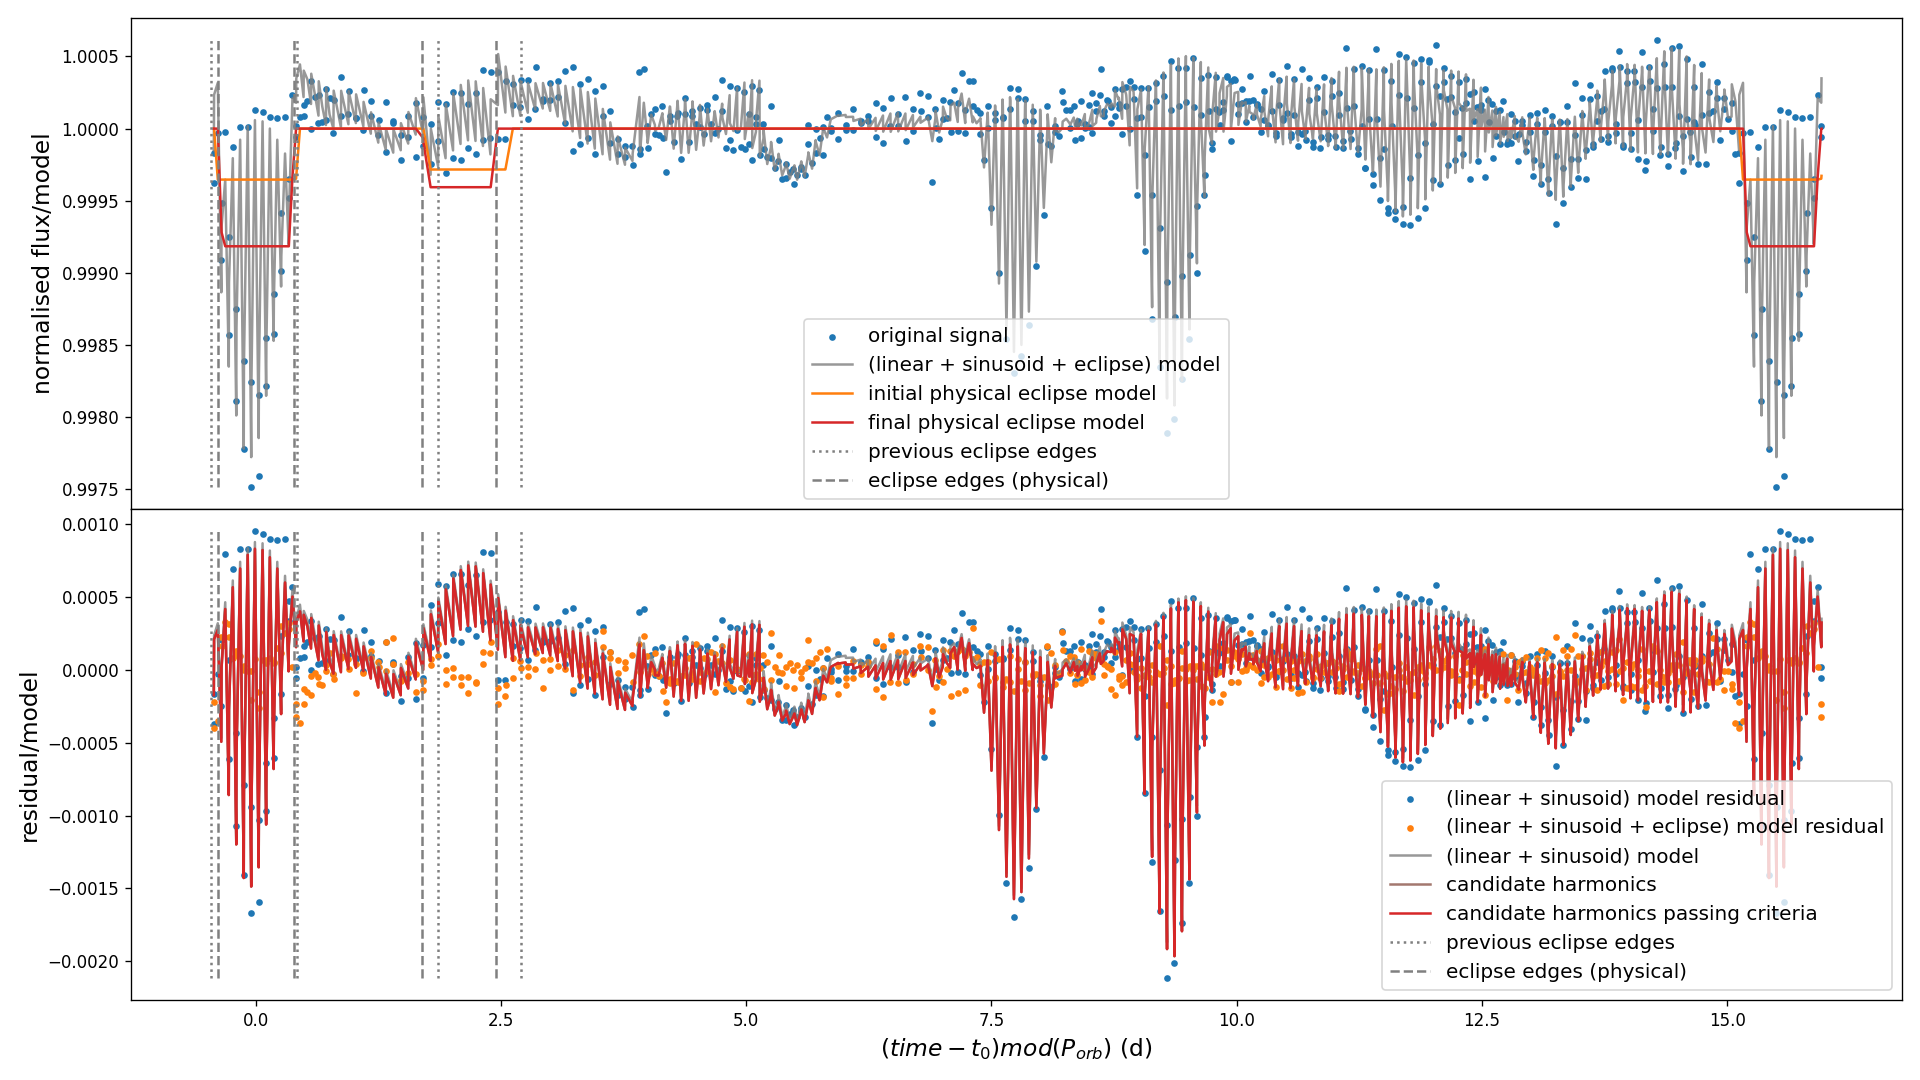 normalised flux/model
1.0005
1.0000
0.9995
0.9990
0.9985
0.9980
0.9975
original signal
(linear + sinusoid + eclipse) model
initial physical eclipse model
final physical eclipse model
previous eclipse edges
eclipse edges (physical)
residual/model
0.0010
0.0005
0.0000
−0.0005
−0.0010
−0.0015
−0.0020
(linear + sinusoid) model residual
(linear + sinusoid + eclipse) model residual
(linear + sinusoid) model
candidate harmonics
candidate harmonics passing criteria
previous eclipse edges
eclipse edges (physical)
0.0 2.5 5.0 7.5 10.0 12.5 15.0
(time − t₀)mod(P_orb) (d)